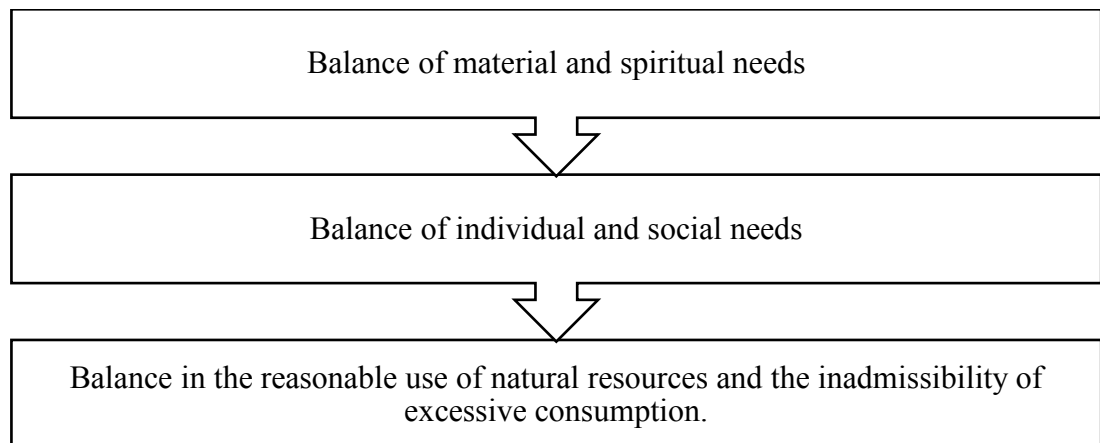 Balance of material and spiritual needs
Balance of individual and social needs
Balance in the reasonable use of natural resources and the inadmissibility of
excessive consumption.